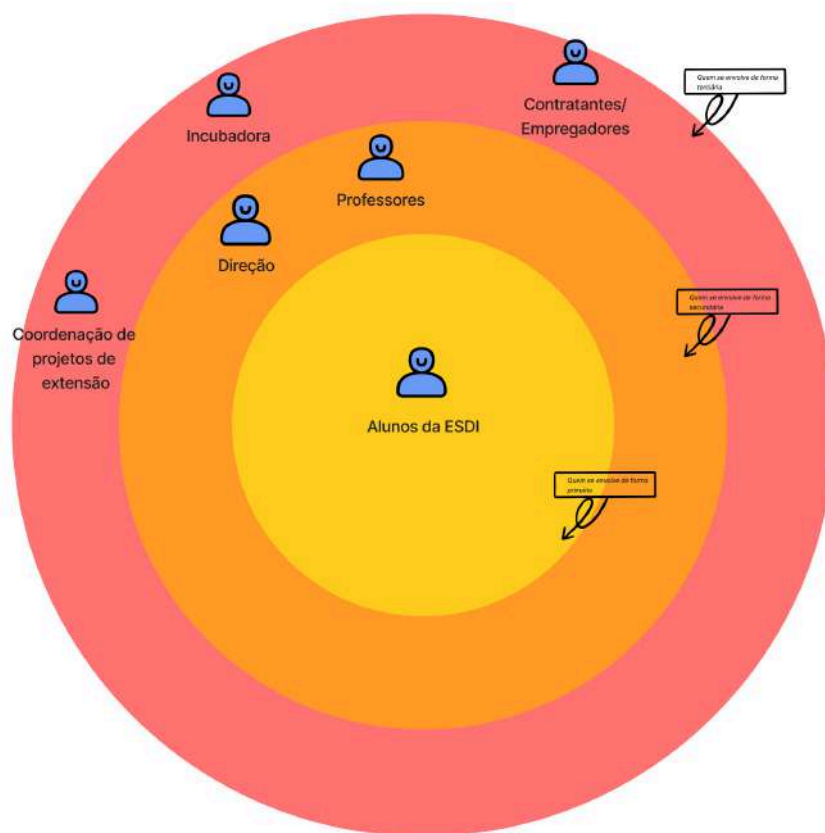 Quem se envolve de forma
terciária
Contratantes/
Empregadores
Incubadora
Professores
Direção
Coordenação de
projetos de
extensão
Quem se envolve de forma
secundária
Alunos da ESDI
Quem se envolve de forma
primária